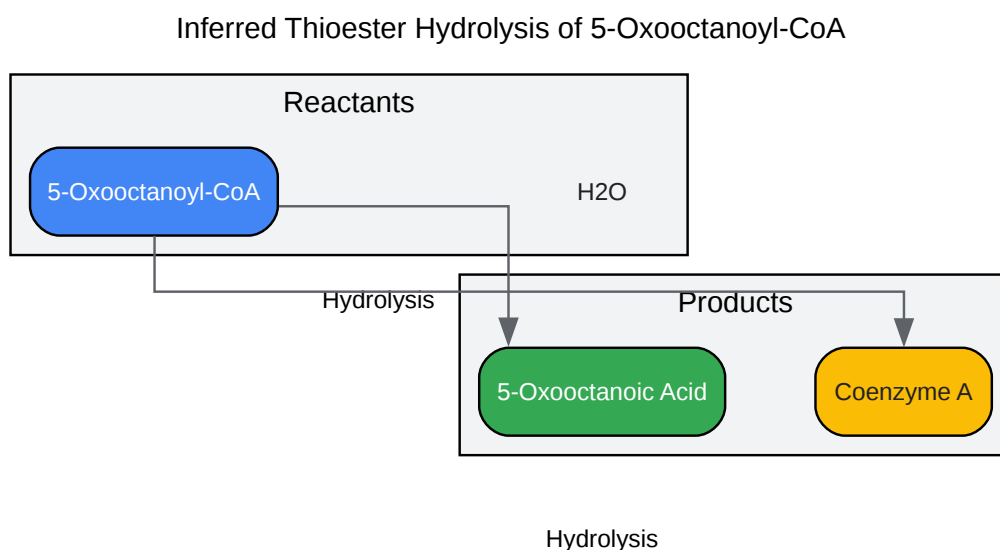 Inferred Thioester Hydrolysis of 5-Oxooctanoyl-CoA
Reactants
5-Oxooctanoyl-CoA
H2O
Hydrolysis
Products
5-Oxooctanoic Acid
Coenzyme A
Hydrolysis